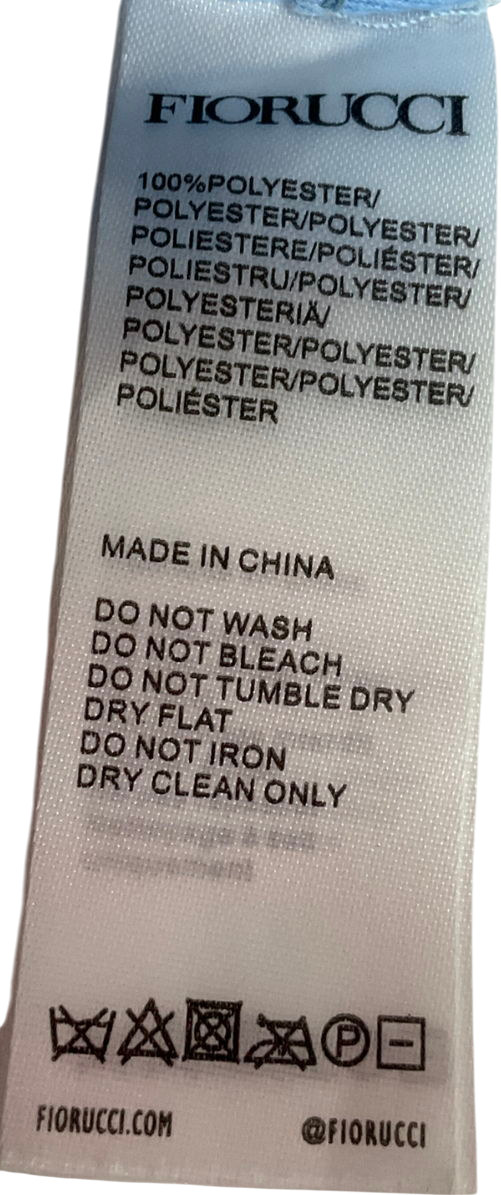 FIORUCCI
100%POLYESTER/
POLYESTER/POLYESTER/
POLIESTERE/POLIÉSTER/
POLIESTRU/POLYESTER/
POLYESTERIÄ/
POLYESTER/POLYESTER/
POLYESTER/POLYESTER/
POLIÉSTER
MADE IN CHINA
DO NOT WASH
DO NOT BLEACH
DO NOT TUMBLE DRY
DRY FLAT
DO NOT IRON
DRY CLEAN ONLY
P
FIORUCCI.COM
@FIORUCCI